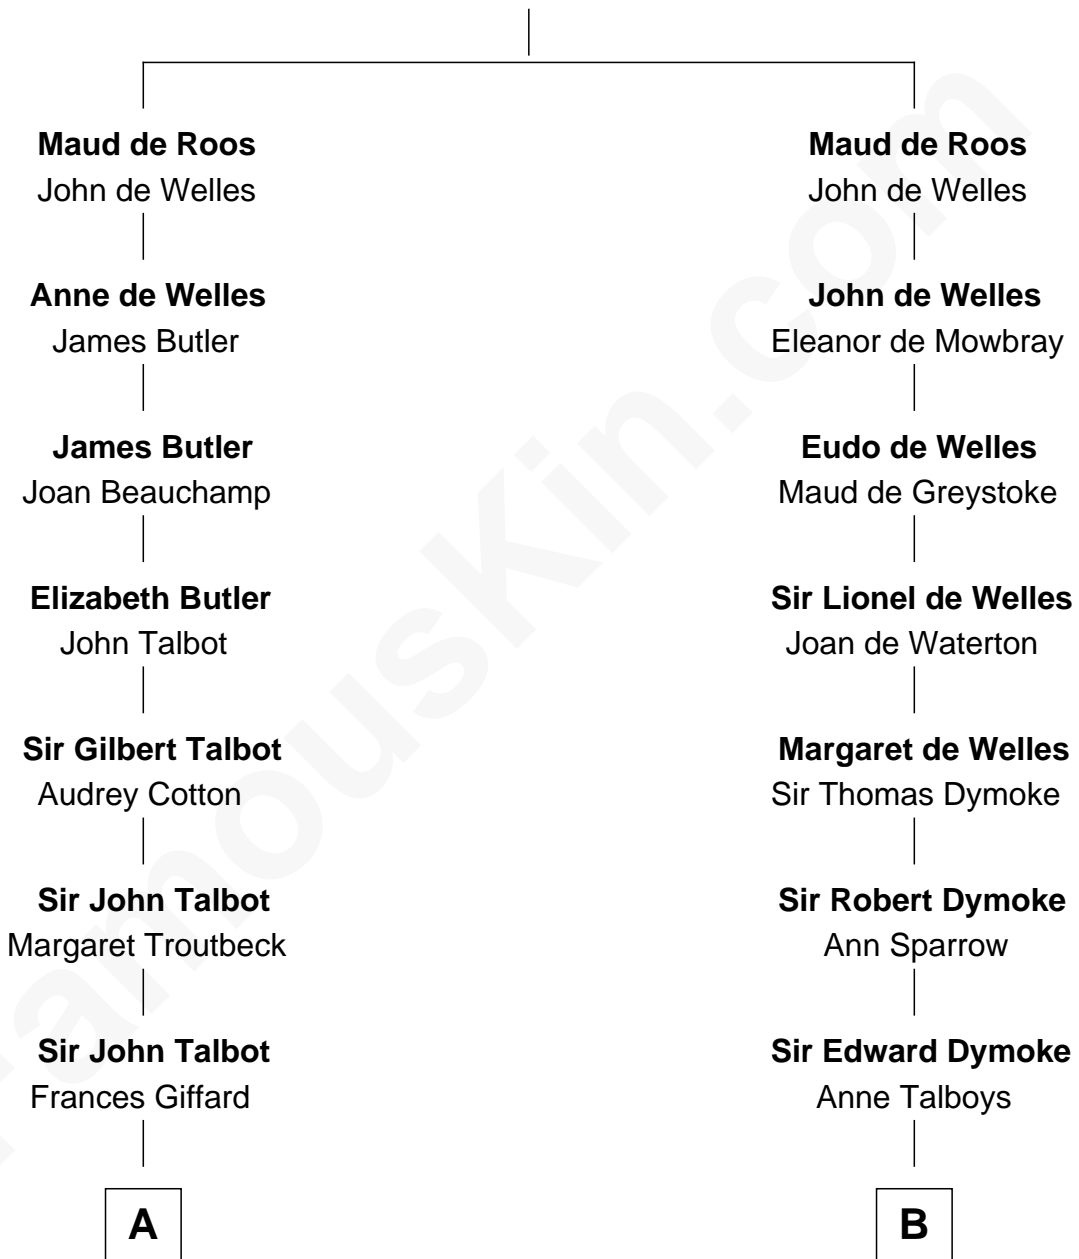 Maud de Roos
John de Welles
Anne de Welles
James Butler
James Butler
Joan Beauchamp
Elizabeth Butler
John Talbot
Sir Gilbert Talbot
Audrey Cotton
Sir John Talbot
Margaret Troutbeck
Sir John Talbot
Frances Giffard
A
Maud de Roos
John de Welles
John de Welles
Eleanor de Mowbray
Eudo de Welles
Maud de Greystoke
Sir Lionel de Welles
Joan de Waterton
Margaret de Welles
Sir Thomas Dymoke
Sir Robert Dymoke
Ann Sparrow
Sir Edward Dymoke
Anne Talboys
B
FamousKin.com